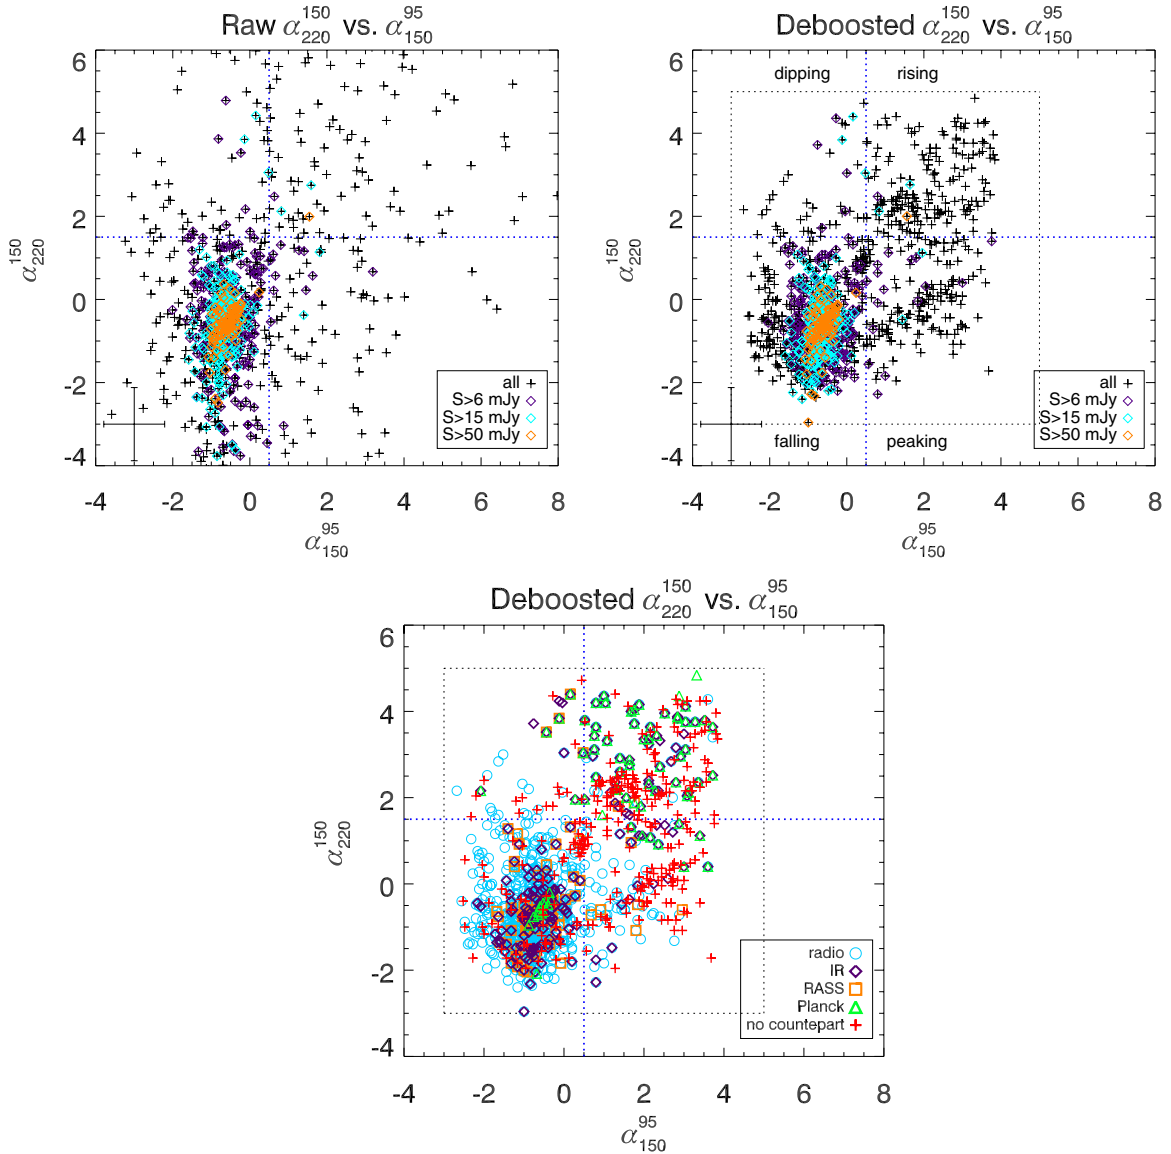 Raw α^150_220 vs. α^95_150
6
4
2
0
-2
-4
α^150_220
-4 -2 0 2 4 6 8
α^95_150
all
S>6 mJy
S>15 mJy
S>50 mJy
Deboosted α^150_220 vs. α^95_150
dipping rising
6
4
2
0
-2
-4
α^150_220
all
S>6 mJy
S>15 mJy
S>50 mJy
falling peaking
-4 -2 0 2 4 6 8
α^95_150
Deboosted α^150_220 vs. α^95_150
6
4
2
0
-2
-4
α^150_220
radio
IR
RASS
Planck
no countepart
-4 -2 0 2 4 6 8
α^95_150